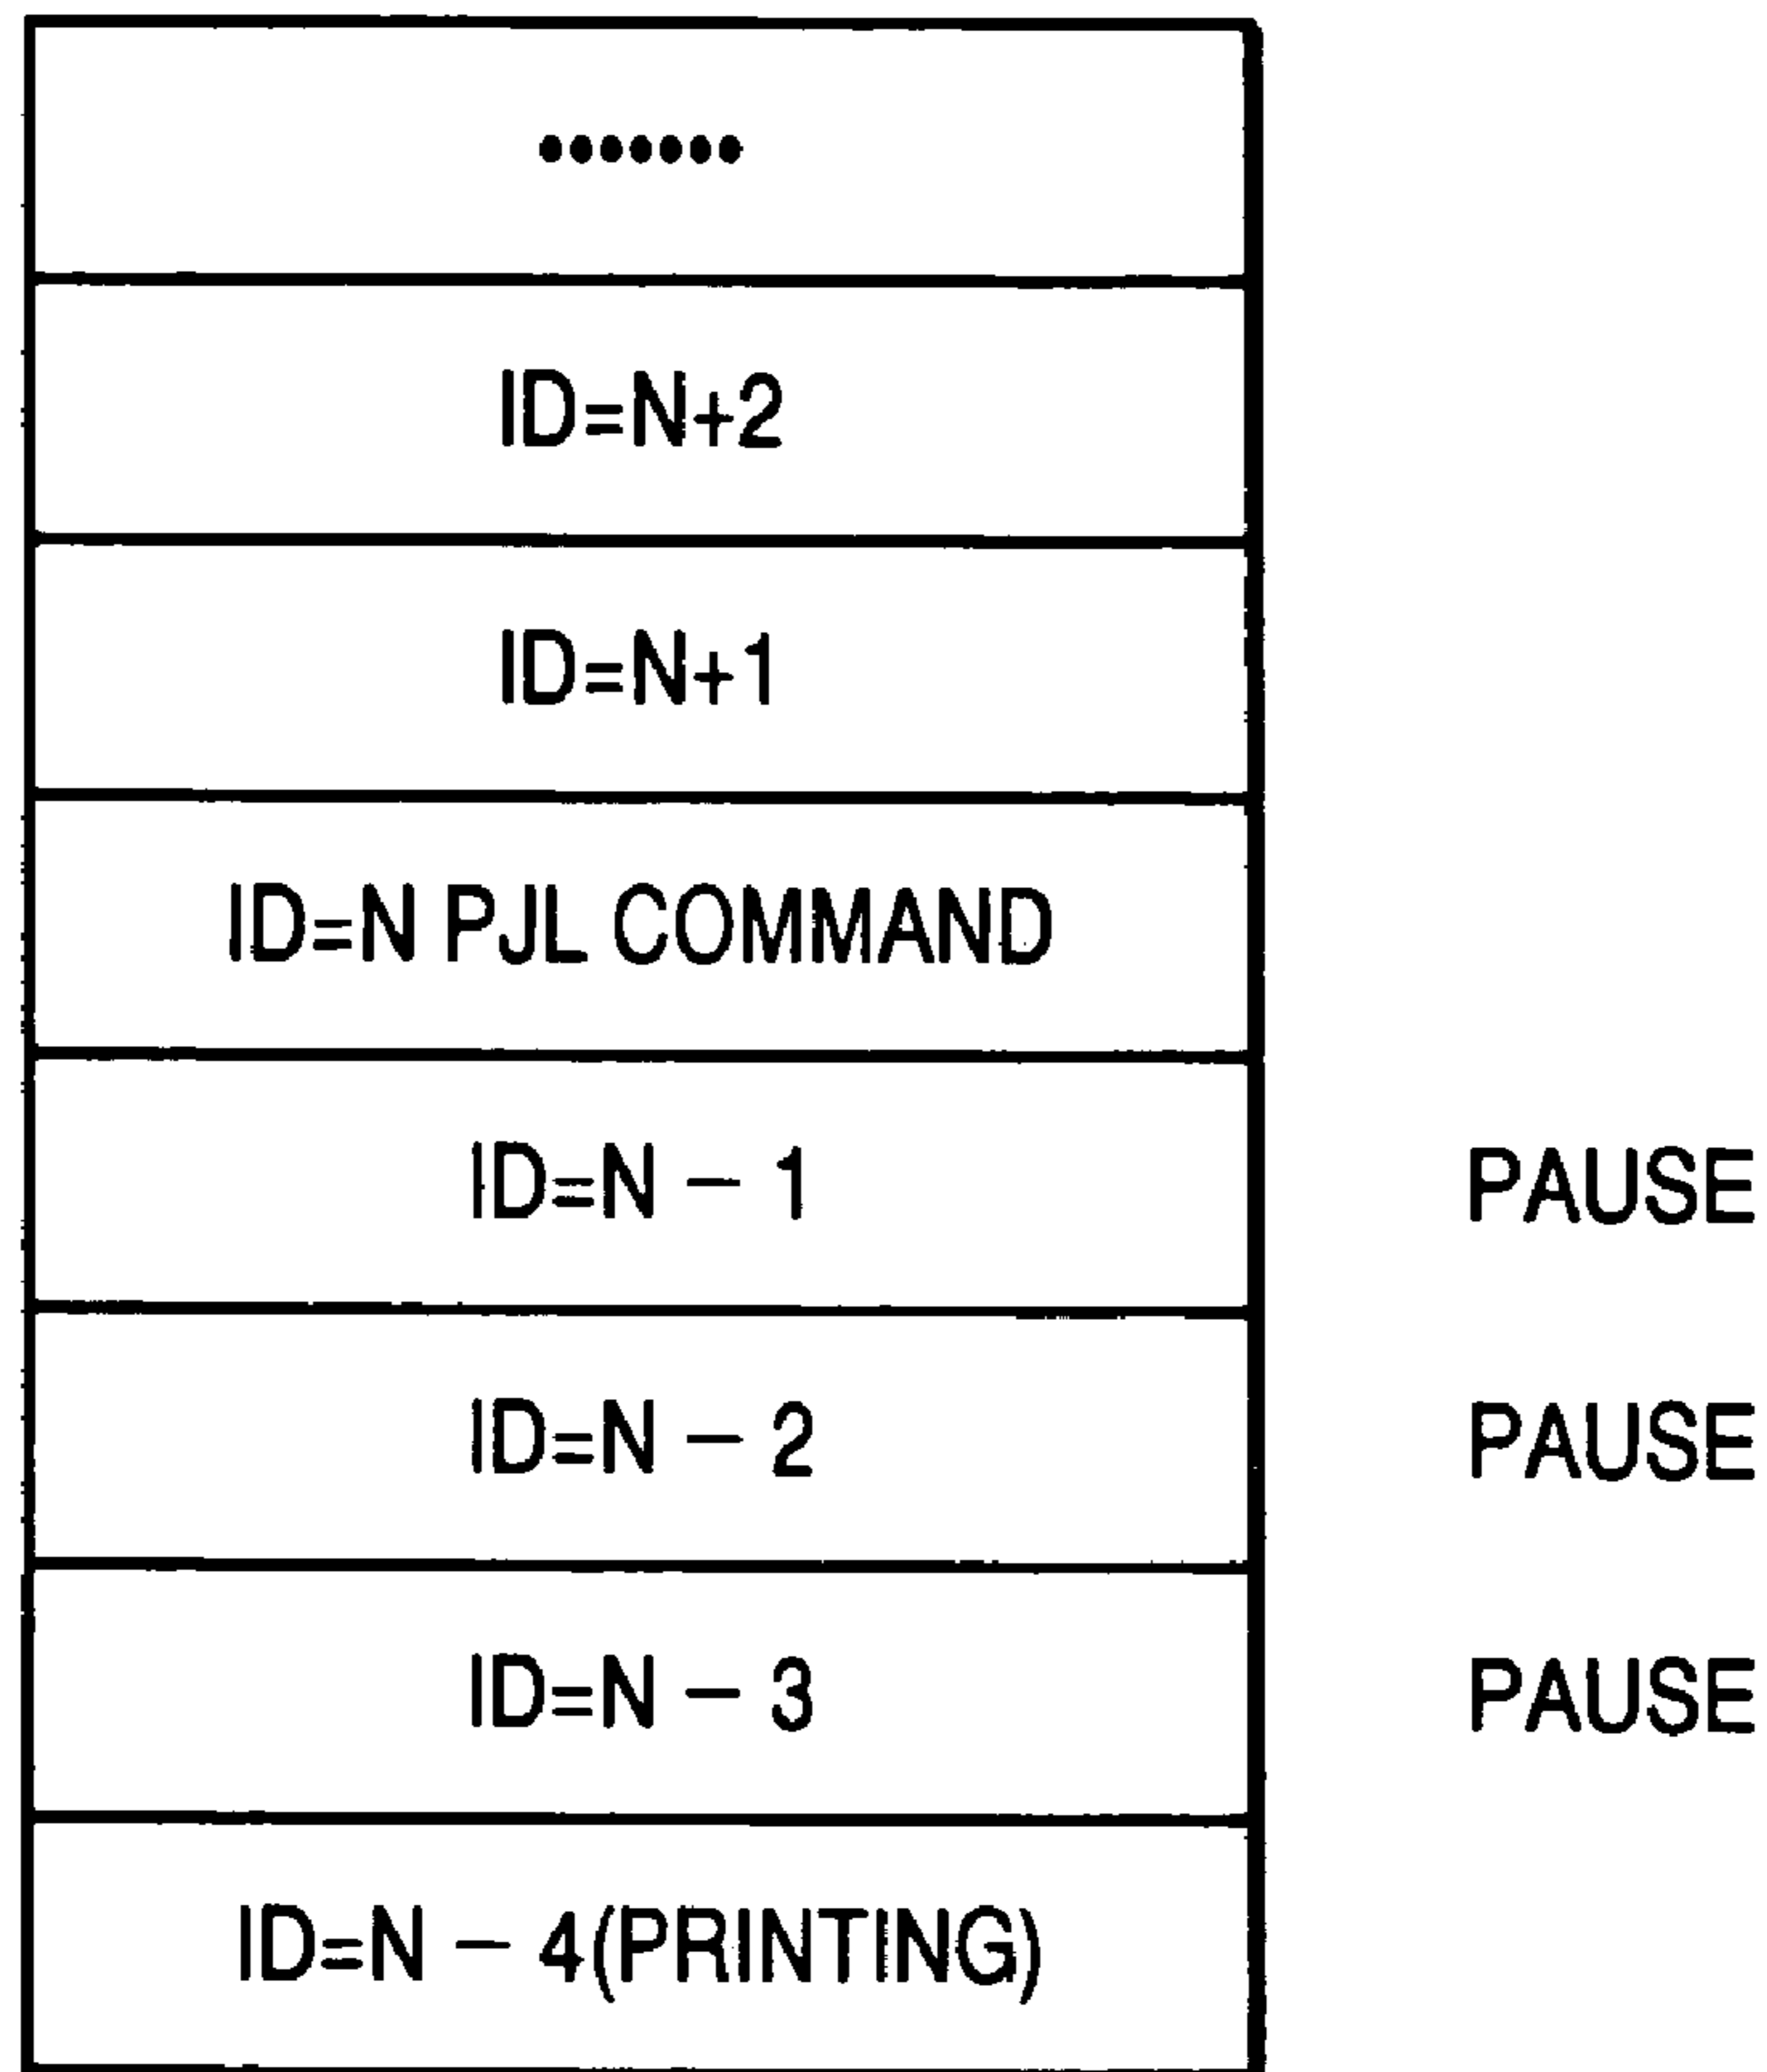 •••••••
ID=N+2
ID=N+1
ID=N PJL COMMAND
ID=N − 1 PAUSE
ID=N − 2 PAUSE
ID=N − 3 PAUSE
ID=N − 4(PRINTING)